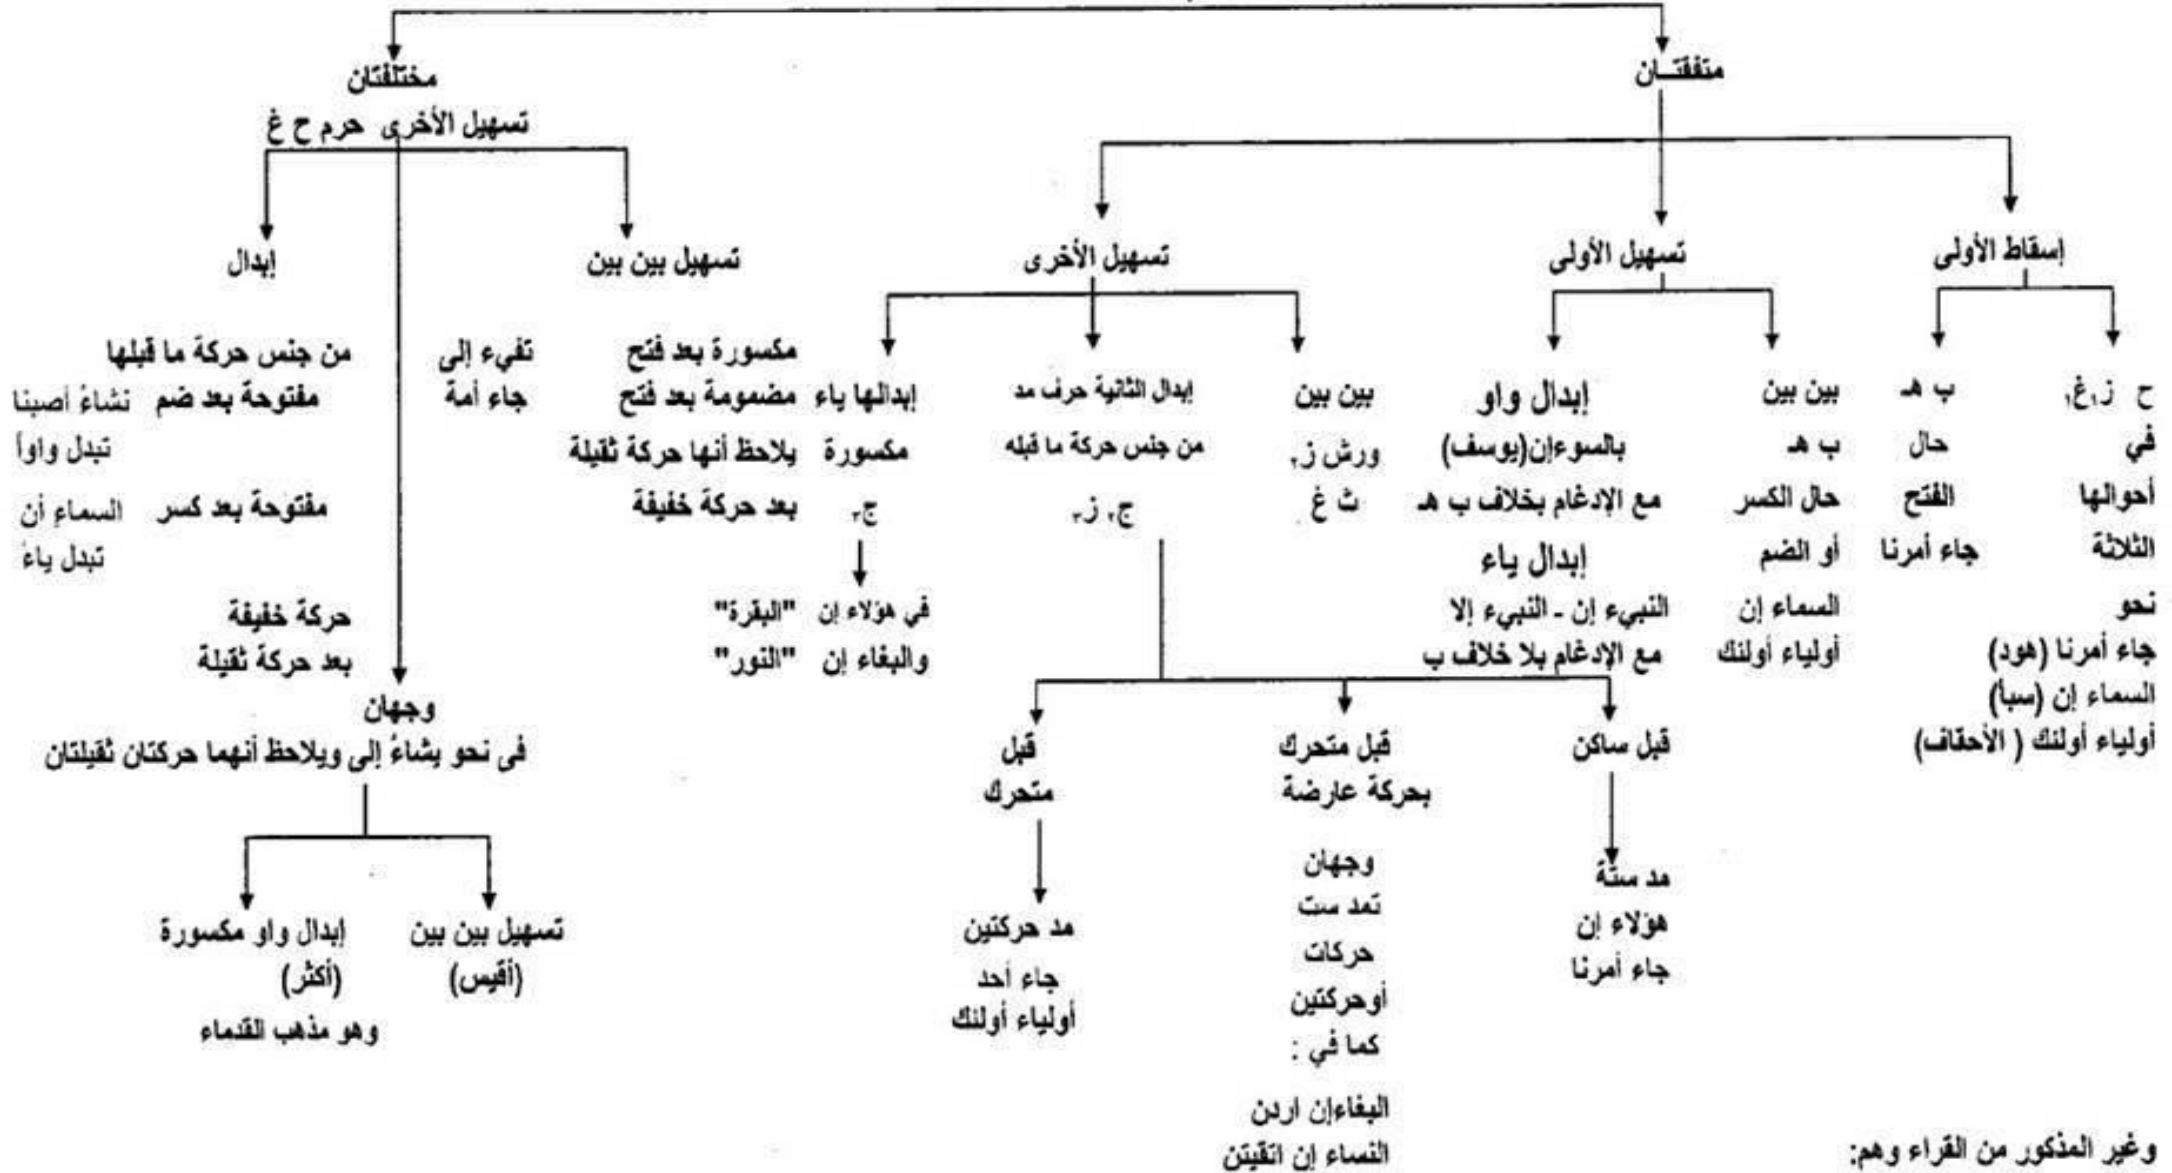 متفقتان
إسقاط الأولى
ح ز١ غ١
في
أحوالها
الثلاثة
نحو
جاء أمرنا (هود)
السماء إن (سبأ)
أولياء أولئك (الأحقاف)
ب هـ
حال
الفتح
جاء أمرنا
تسهيل الأولى
بين بين
ب هـ
حال الكسر
أو الضم
السماء إن
أولياء أولئك
إبدال واو
بالسوءإن(يوسف)
مع الإدغام بخلاف ب هـ
إبدال ياء
النبيء إن - النبيء إلا
مع الإدغام بلا خلاف ب
تسهيل الأخرى
بين بين
ورش ز٢
ث غ
إبدال الثانية حرف مد
من جنس حركة ما قبله
ج٢ ز٣
قبل ساكن
مد ستة
هؤلاء إن
جاء أمرنا
قبل متحرك
بحركة عارضة
وجهان
تمد ست
حركات
أوحركتين
كما في :
البغاءإن اردن
النساء إن اتقيتن
قبل
متحرك
مد حركتين
جاء أحد
أولياء أولئك
إبدالها ياء
مكسورة
ج٣
في هؤلاء إن "البقرة"
والبغاء إن "النور"
مختلفتان
تسهيل الأخرى حرم ح غ
تسهيل بين بين
مكسورة بعد فتح تفيء إلى
مضمومة بعد فتح جاء أمة
يلاحظ أنها حركة ثقيلة
بعد حركة خفيفة
إبدال
من جنس حركة ما قبلها
مفتوحة بعد ضم نشاءُ أصبنا
تبدل واواً
مفتوحة بعد كسر السماءِ أن
تبدل ياءً
حركة خفيفة
بعد حركة ثقيلة
وجهان
فى نحو يشاءُ إلى ويلاحظ أنهما حركتان ثقيلتان
تسهيل بين بين
(أقيس)
إبدال واو مكسورة
(أكثر)
وهو مذهب القدماء
وغير المذكور من القراء وهم: